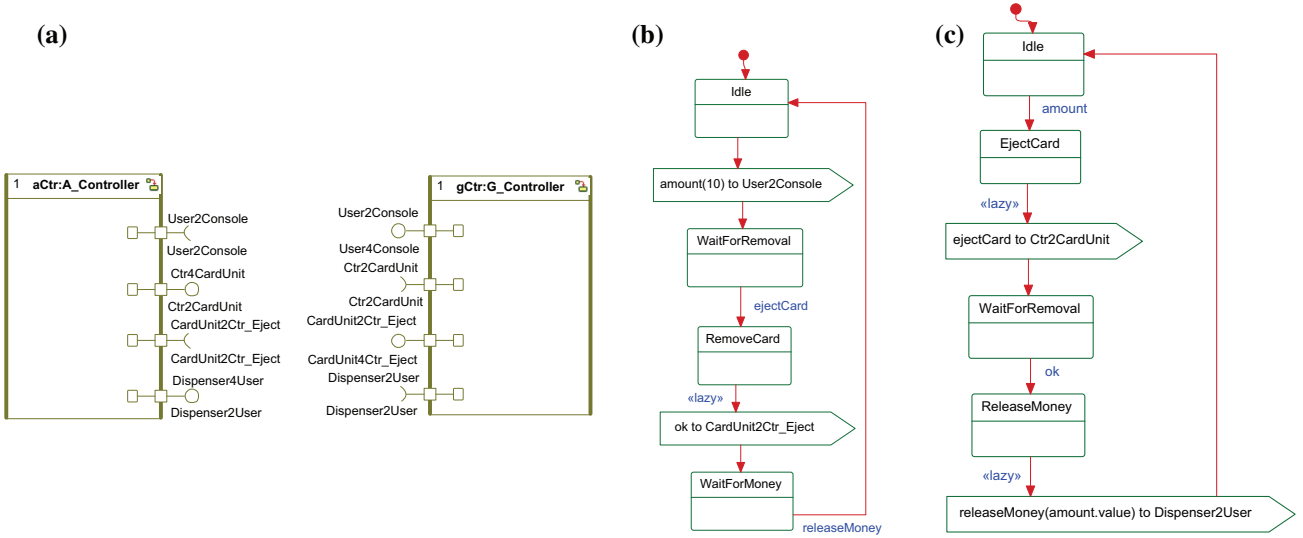 (a)
1 aCtr:A_Controller
User2Console
User2Console
Ctr4CardUnit
Ctr2CardUnit
CardUnit2Ctr_Eject
CardUnit2Ctr_Eject
Dispenser4User
Dispenser2User
1 gCtr:G_Controller
User2Console
User4Console
Ctr2CardUnit
Ctr2CardUnit
CardUnit2Ctr_Eject
CardUnit4Ctr_Eject
Dispenser2User
Dispenser2User
(b)
Idle
amount(10) to User2Console
WaitForRemoval
ejectCard
RemoveCard
«lazy»
ok to CardUnit2Ctr_Eject
WaitForMoney
releaseMoney
(c)
Idle
amount
EjectCard
«lazy»
ejectCard to Ctr2CardUnit
WaitForRemoval
ok
ReleaseMoney
«lazy»
releaseMoney(amount.value) to Dispenser2User